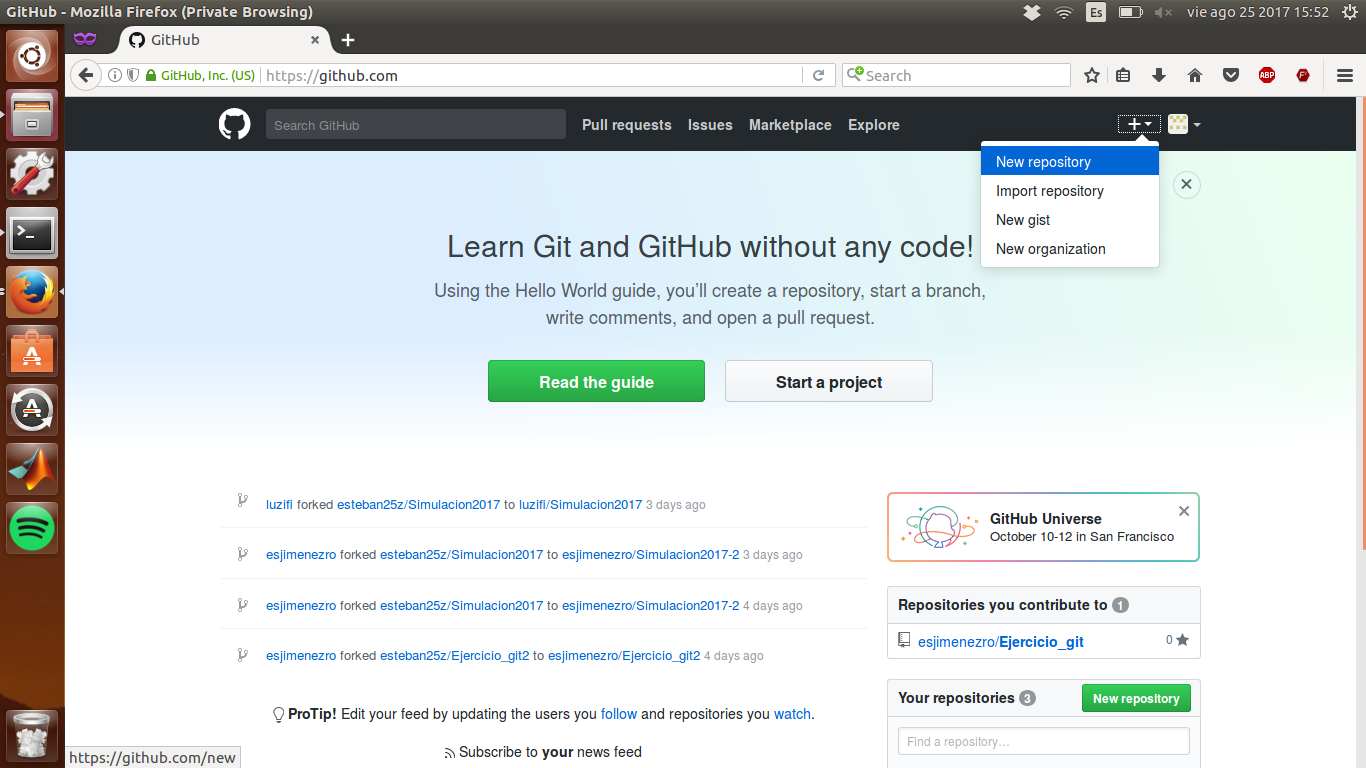 GitHub - Mozilla Firefox (Private Browsing)
Es
vie ago 25 2017 15:52
GitHub
GitHub, Inc. (US)
https://github.com
Search
ABP
Search GitHub
Pull requests
Issues
Marketplace
Explore
New repository
Import repository
New gist
New organization
Learn Git and GitHub without any code!
Using the Hello World guide, you’ll create a repository, start a branch,
write comments, and open a pull request.
Read the guide
Start a project
luzifi forked esteban25z/Simulacion2017 to luzifi/Simulacion2017 3 days ago
esjimenezro forked esteban25z/Simulacion2017 to esjimenezro/Simulacion2017-2 3 days ago
esjimenezro forked esteban25z/Simulacion2017 to esjimenezro/Simulacion2017-2 4 days ago
esjimenezro forked esteban25z/Ejercicio_git2 to esjimenezro/Ejercicio_git2 4 days ago
ProTip! Edit your feed by updating the users you follow and repositories you watch.
Subscribe to your news feed
GitHub Universe
October 10-12 in San Francisco
Repositories you contribute to 1
esjimenezro/Ejercicio_git 0
Your repositories 3
New repository
Find a repository…
https://github.com/new